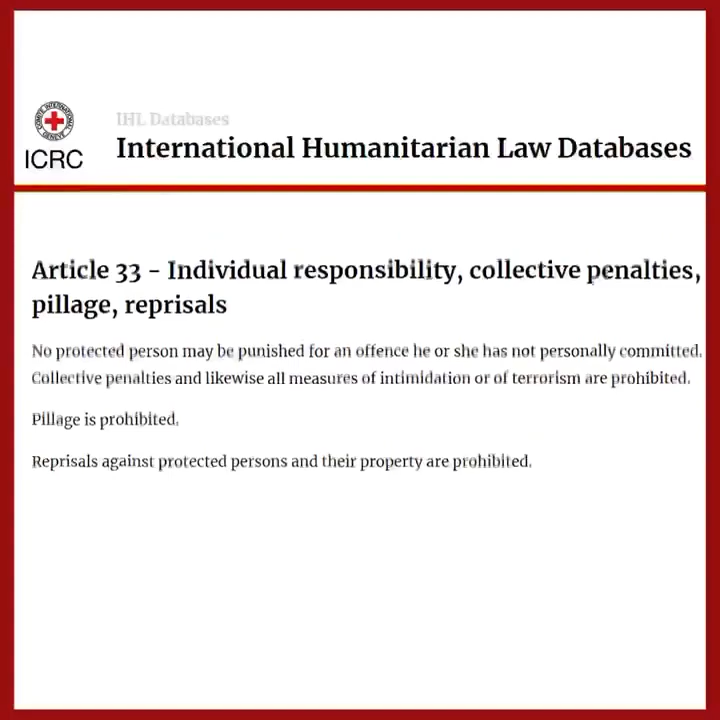 IHL Databases
ICRC
International Humanitarian Law Databases
Article 33 - Individual responsibility, collective penalties,
pillage, reprisals
No protected person may be punished for an offence he or she has not personally committed.
Collective penalties and likewise all measures of intimidation or of terrorism are prohibited.
Pillage is prohibited.
Reprisals against protected persons and their property are prohibited.